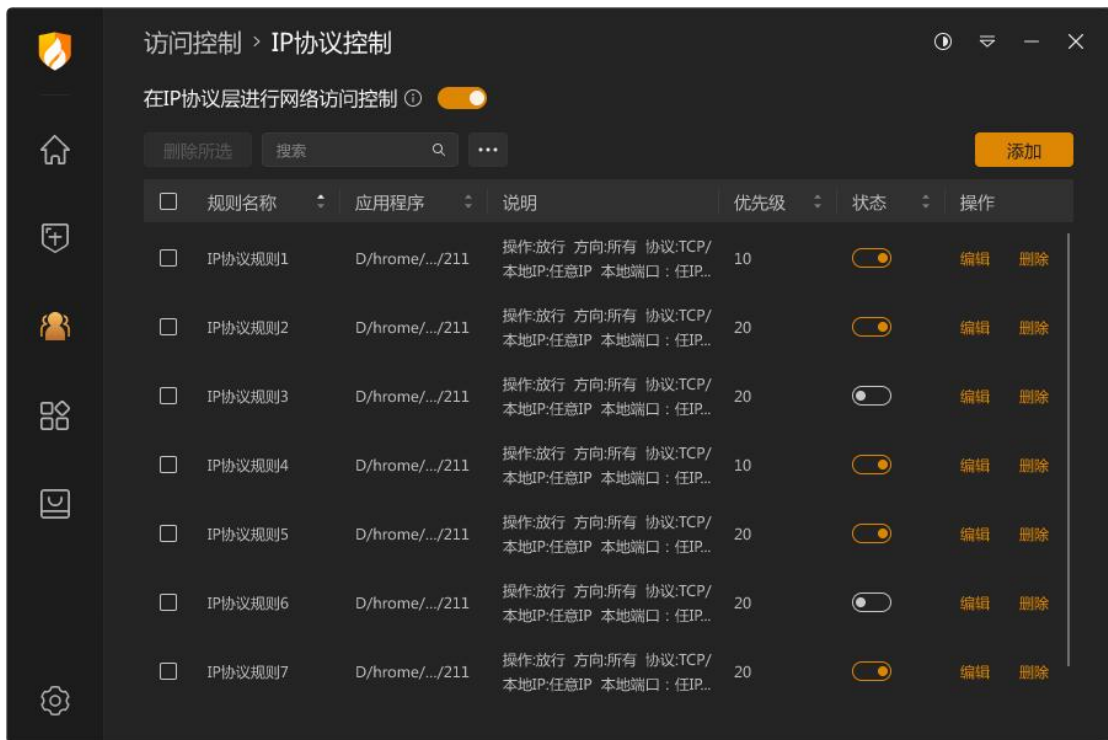 访问控制 > IP协议控制
在IP协议层进行网络访问控制
删除所选 搜索 添加
规则名称 应用程序 说明 优先级 状态 操作
IP协议规则1 D/hrome/.../211 操作:放行 方向:所有 协议:TCP/ 10 编辑 删除
本地IP:任意IP 本地端口：任IP...
IP协议规则2 D/hrome/.../211 操作:放行 方向:所有 协议:TCP/ 20 编辑 删除
本地IP:任意IP 本地端口：任IP...
IP协议规则3 D/hrome/.../211 操作:放行 方向:所有 协议:TCP/ 20 编辑 删除
本地IP:任意IP 本地端口：任IP...
IP协议规则4 D/hrome/.../211 操作:放行 方向:所有 协议:TCP/ 10 编辑 删除
本地IP:任意IP 本地端口：任IP...
IP协议规则5 D/hrome/.../211 操作:放行 方向:所有 协议:TCP/ 20 编辑 删除
本地IP:任意IP 本地端口：任IP...
IP协议规则6 D/hrome/.../211 操作:放行 方向:所有 协议:TCP/ 20 编辑 删除
本地IP:任意IP 本地端口：任IP...
IP协议规则7 D/hrome/.../211 操作:放行 方向:所有 协议:TCP/ 20 编辑 删除
本地IP:任意IP 本地端口：任IP...